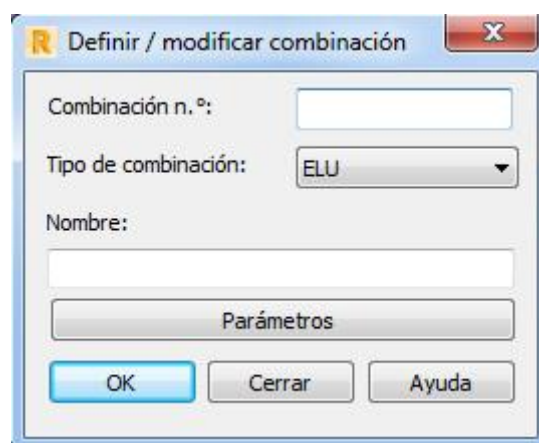 R Definir / modificar combinación
Combinación n.º:
Tipo de combinación: ELU
Nombre:
Parámetros
OK Cerrar Ayuda